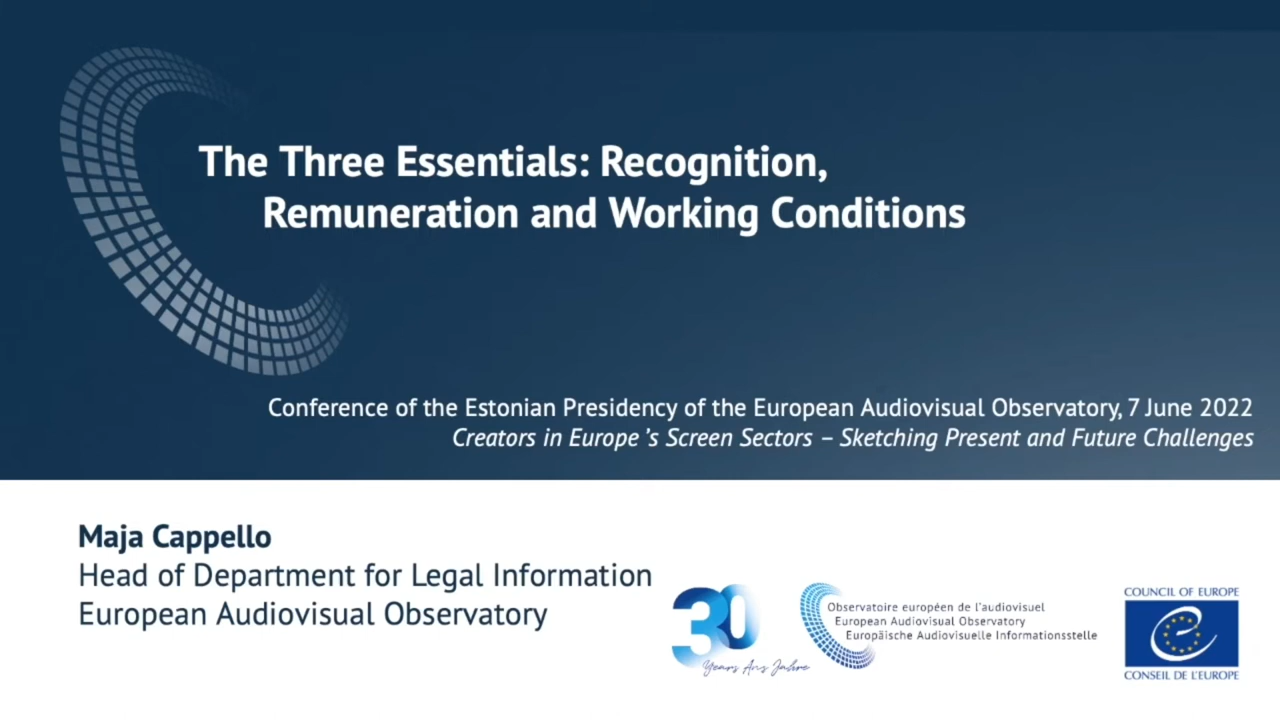 The Three Essentials: Recognition,
Remuneration and Working Conditions
Conference of the Estonian Presidency of the European Audiovisual Observatory, 7 June 2022
Creators in Europe 's Screen Sectors – Sketching Present and Future Challenges
Maja Cappello
Head of Department for Legal Information
European Audiovisual Observatory
30
Years Ans Jahre
Observatoire européen de l'audiovisuel
European Audiovisual Observatory
Europäische Audiovisuelle Informationsstelle
COUNCIL OF EUROPE
CONSEIL DE L'EUROPE